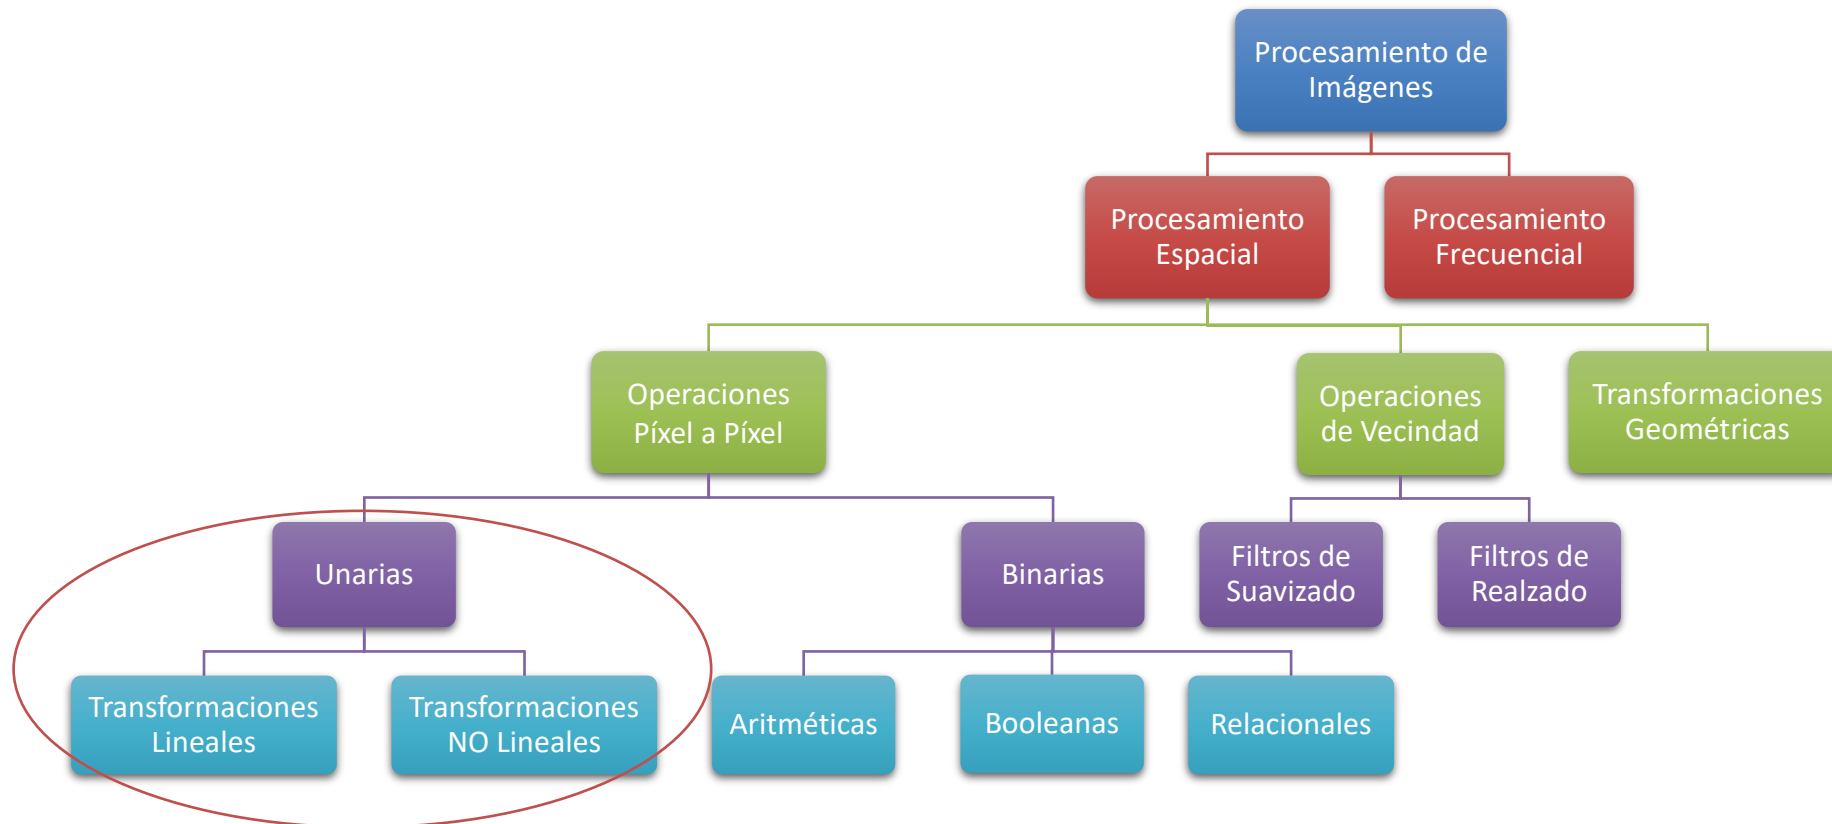 Procesamiento de
Imágenes
Procesamiento
Espacial
Procesamiento
Frecuencial
Operaciones
Píxel a Píxel
Operaciones
de Vecindad
Transformaciones
Geométricas
Unarias
Binarias
Filtros de
Suavizado
Filtros de
Realzado
Transformaciones
Lineales
Transformaciones
NO Lineales
Aritméticas
Booleanas
Relacionales